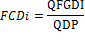 FCDi = QFGDI / QDP